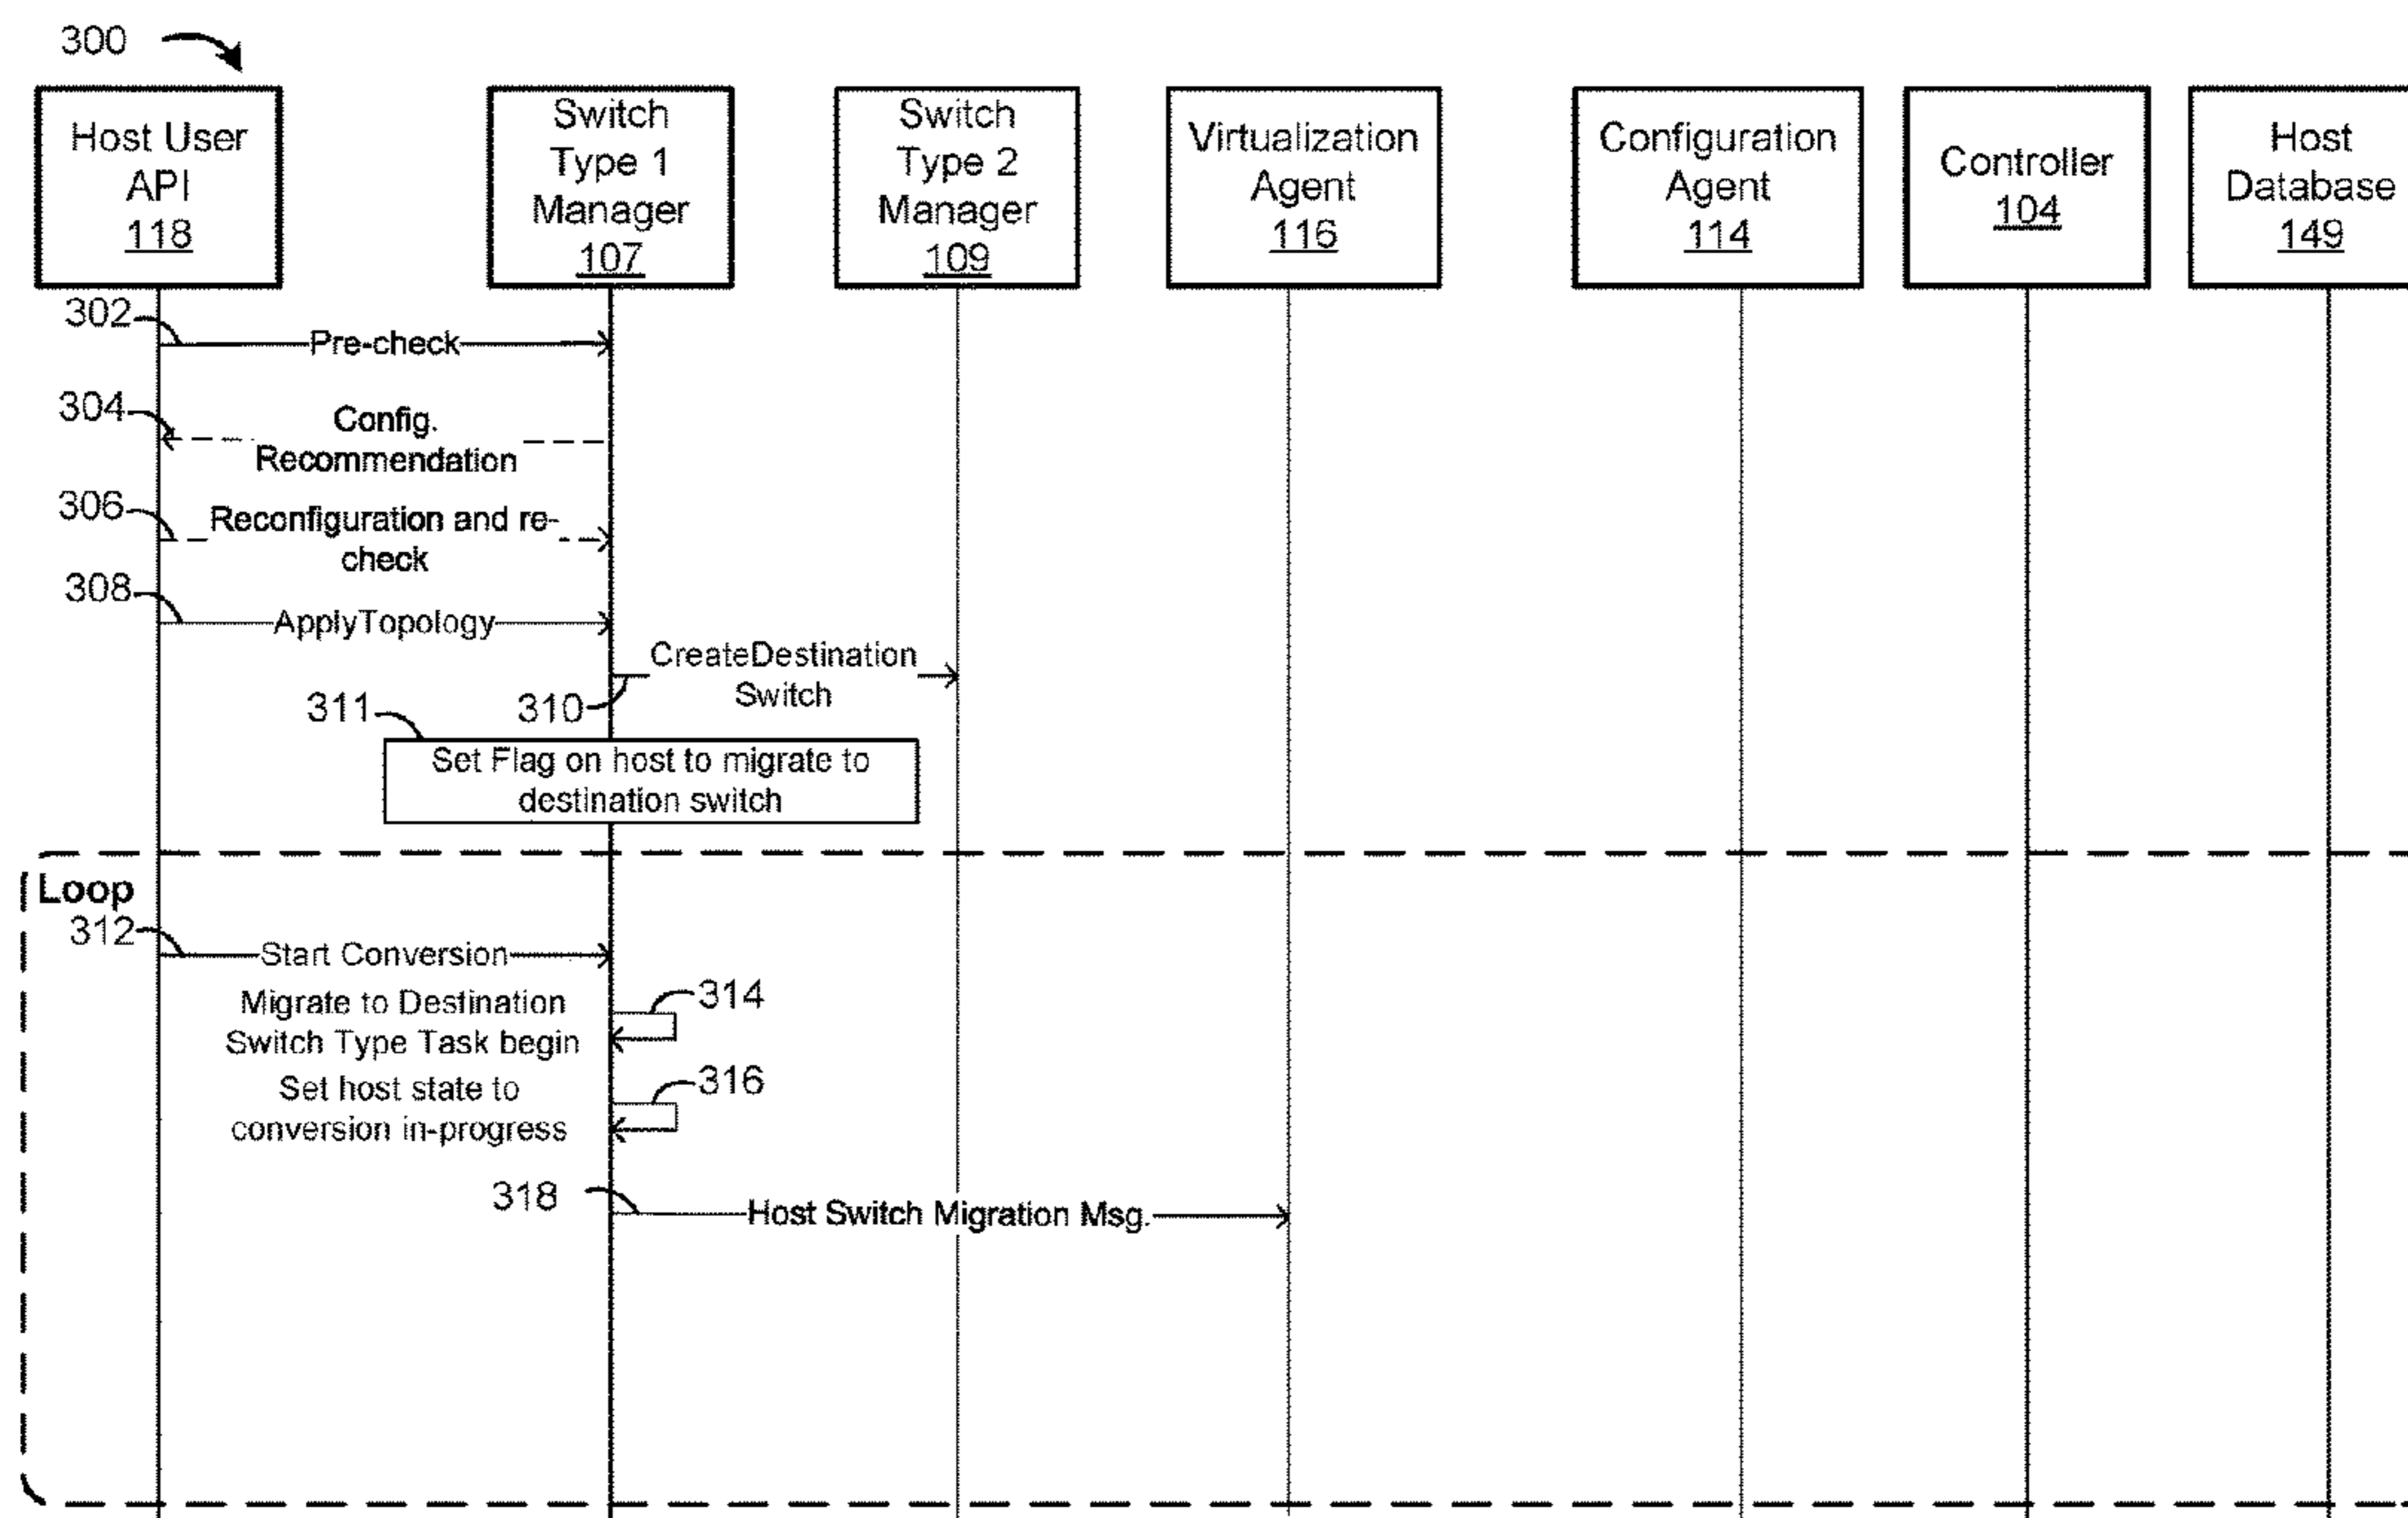 300
Host User
API
118
Switch
Type 1
Manager
107
Switch
Type 2
Manager
109
Virtualization
Agent
116
Configuration
Agent
114
Controller
104
Host
Database
149
302
Pre-check
304
Config.
Recommendation
306
Reconfiguration and re-
check
308
ApplyTopology
CreateDestination
Switch
310
311
Set Flag on host to migrate to
destination switch
Loop
312
Start Conversion
Migrate to Destination
Switch Type Task begin
314
Set host state to
conversion in-progress
316
318
Host Switch Migration Msg.